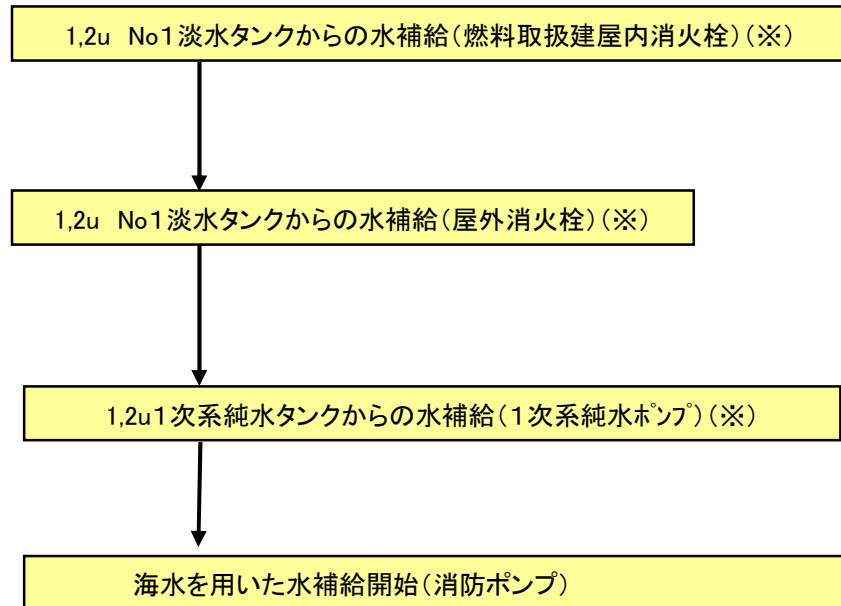 1,2u No1淡水タンクからの水補給(燃料取扱建屋内消火栓)(※)
1,2u No1淡水タンクからの水補給(屋外消火栓)(※)
1,2u1次系純水タンクからの水補給(1次系純水ﾎﾟﾝﾌﾟ)(※)
海水を用いた水補給開始(消防ポンプ)